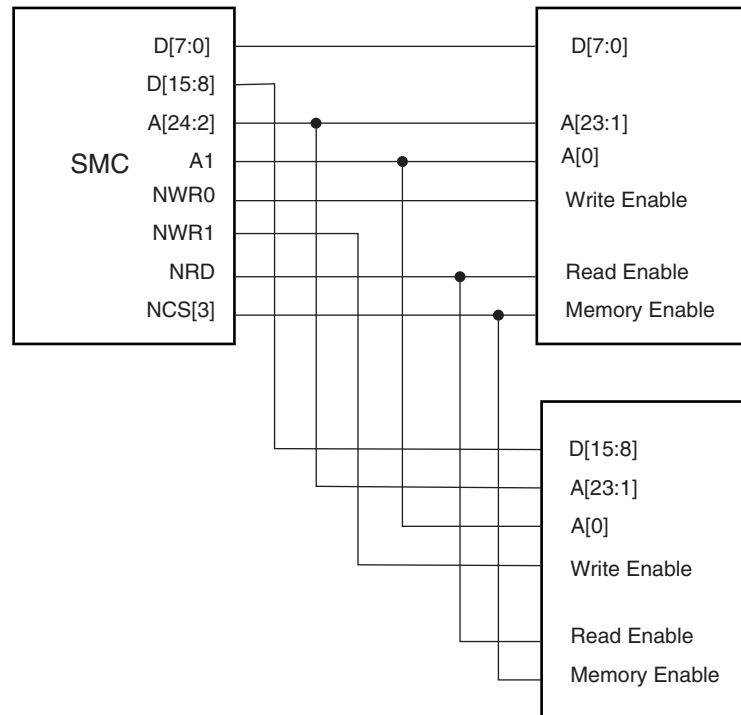 SMC
D[7:0]
D[15:8]
A[24:2]
A1
NWR0
NWR1
NRD
NCS[3]
D[7:0]
A[23:1]
A[0]
Write Enable
Read Enable
Memory Enable
D[15:8]
A[23:1]
A[0]
Write Enable
Read Enable
Memory Enable